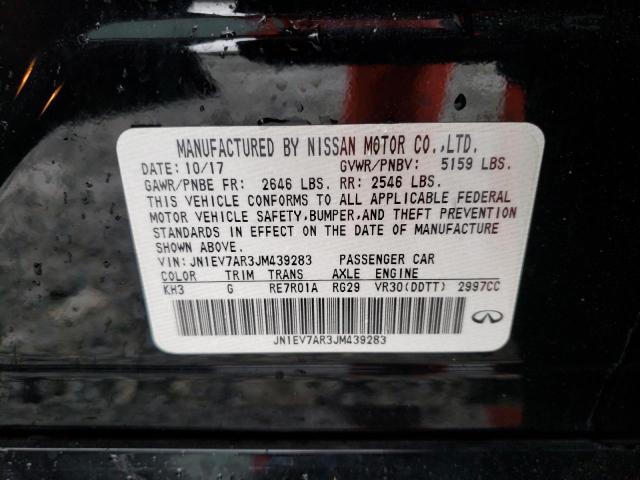 MANUFACTURED BY NISSAN MOTOR CO.,LTD.
DATE: 10/17 GVWR/PNBV: 5159 LBS.
GAWR/PNBE FR: 2646 LBS. RR: 2546 LBS.
THIS VEHICLE CONFORMS TO ALL APPLICABLE FEDERAL
MOTOR VEHICLE SAFETY,BUMPER,AND THEFT PREVENTION
STANDARDS IN EFFECT ON THE DATE OF MANUFACTURE
SHOWN ABOVE.
VIN: JN1EV7AR3JM439283 PASSENGER CAR
COLOR TRIM TRANS AXLE ENGINE
KH3 G RE7R01A RG29 VR30(DDTT) 2997CC
JN1EV7AR3JM439283